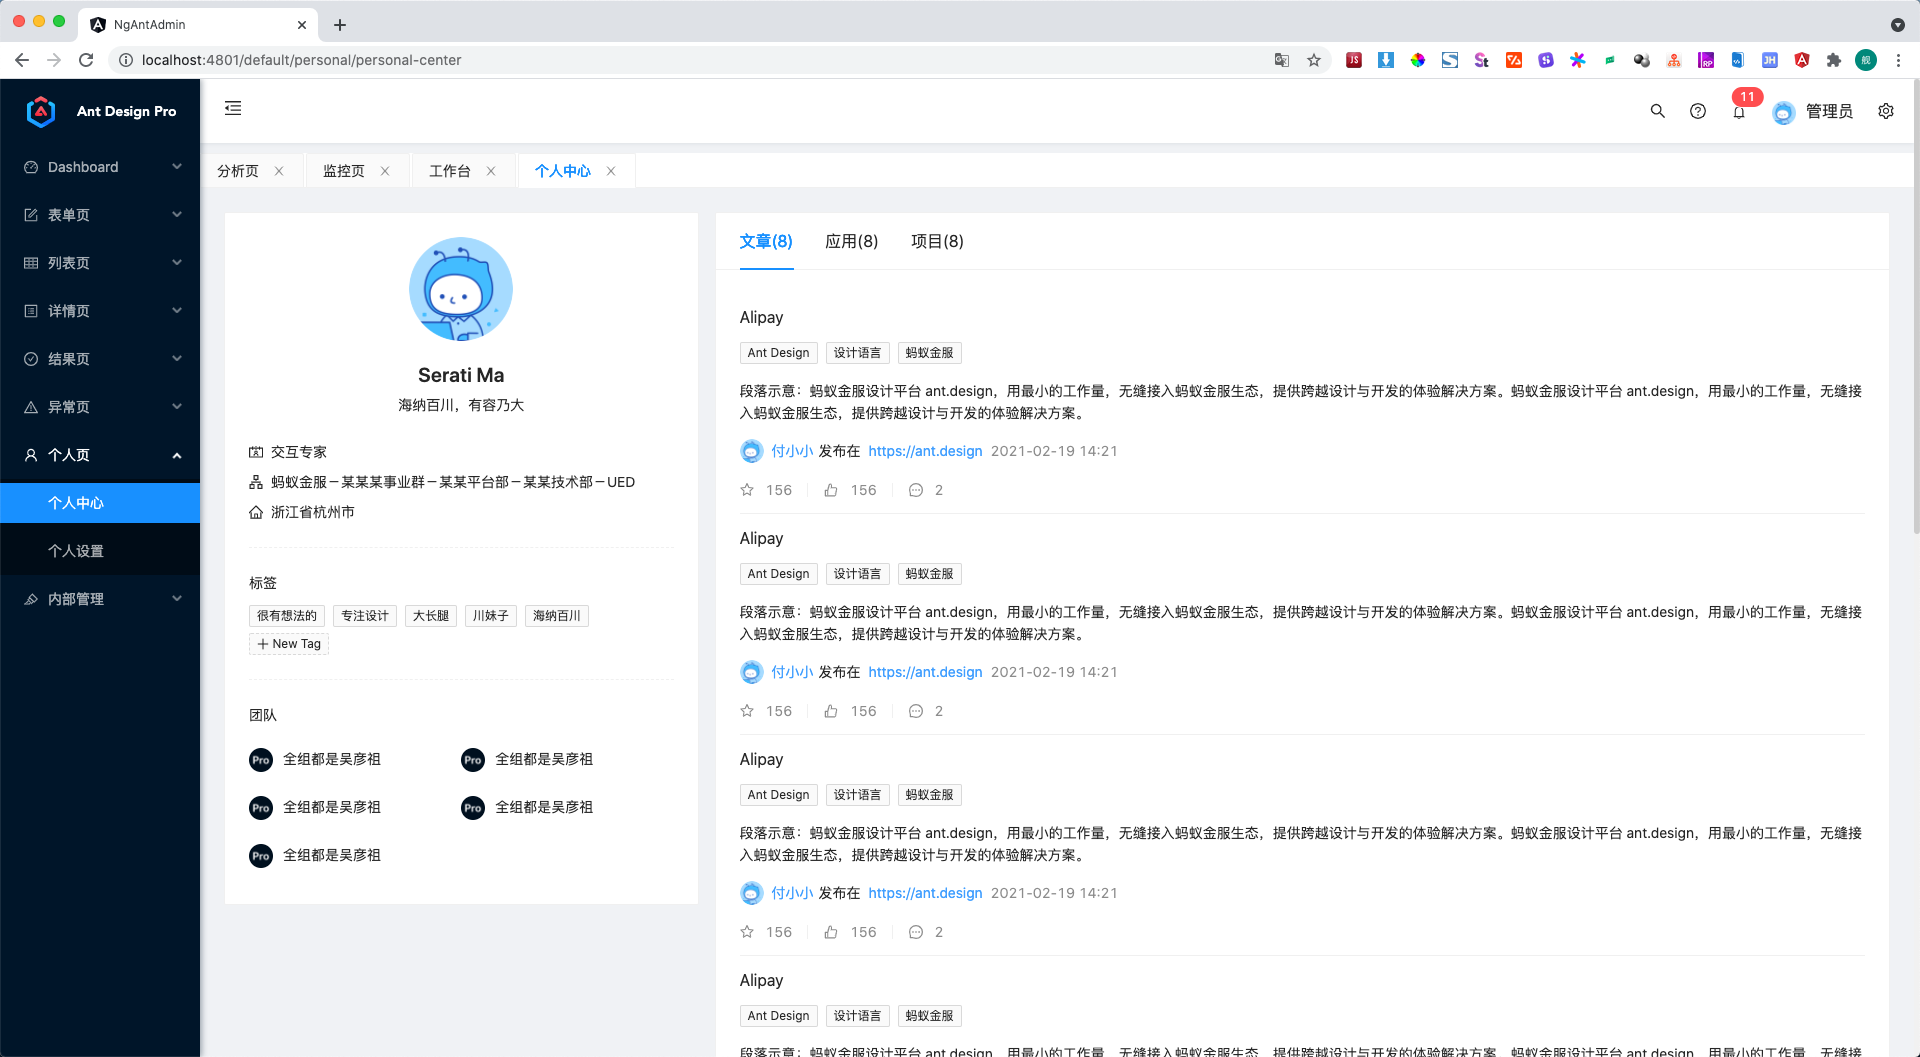 NgAntAdmin
localhost:4801/default/personal/personal-center
Ant Design Pro
11
管理员
Dashboard
表单页
列表页
详情页
结果页
异常页
个人页
个人中心
个人设置
内部管理
分析页
监控页
工作台
个人中心
Serati Ma
海纳百川，有容乃大
交互专家
蚂蚁金服－某某某事业群－某某平台部－某某技术部－UED
浙江省杭州市
标签
很有想法的 专注设计 大长腿 川妹子 海纳百川
New Tag
团队
Pro 全组都是吴彦祖 Pro 全组都是吴彦祖
Pro 全组都是吴彦祖 Pro 全组都是吴彦祖
Pro 全组都是吴彦祖
文章(8) 应用(8) 项目(8)
Alipay
Ant Design 设计语言 蚂蚁金服
段落示意：蚂蚁金服设计平台 ant.design，用最小的工作量，无缝接入蚂蚁金服生态，提供跨越设计与开发的体验解决方案。蚂蚁金服设计平台 ant.design，用最小的工作量，无缝接
入蚂蚁金服生态，提供跨越设计与开发的体验解决方案。
付小小 发布在 https://ant.design 2021-02-19 14:21
156 156 2
Alipay
Ant Design 设计语言 蚂蚁金服
段落示意：蚂蚁金服设计平台 ant.design，用最小的工作量，无缝接入蚂蚁金服生态，提供跨越设计与开发的体验解决方案。蚂蚁金服设计平台 ant.design，用最小的工作量，无缝接
入蚂蚁金服生态，提供跨越设计与开发的体验解决方案。
付小小 发布在 https://ant.design 2021-02-19 14:21
156 156 2
Alipay
Ant Design 设计语言 蚂蚁金服
段落示意：蚂蚁金服设计平台 ant.design，用最小的工作量，无缝接入蚂蚁金服生态，提供跨越设计与开发的体验解决方案。蚂蚁金服设计平台 ant.design，用最小的工作量，无缝接
入蚂蚁金服生态，提供跨越设计与开发的体验解决方案。
付小小 发布在 https://ant.design 2021-02-19 14:21
156 156 2
Alipay
Ant Design 设计语言 蚂蚁金服
段落示意：蚂蚁金服设计平台 ant.design，用最小的工作量，无缝接入蚂蚁金服生态，提供跨越设计与开发的体验解决方案。蚂蚁金服设计平台 ant.design，用最小的工作量，无缝接